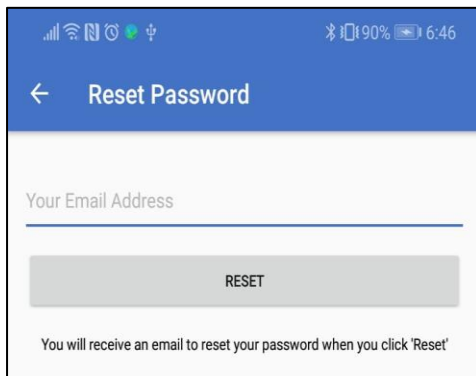 90% 6:46
Reset Password
Your Email Address
RESET
You will receive an email to reset your password when you click 'Reset'